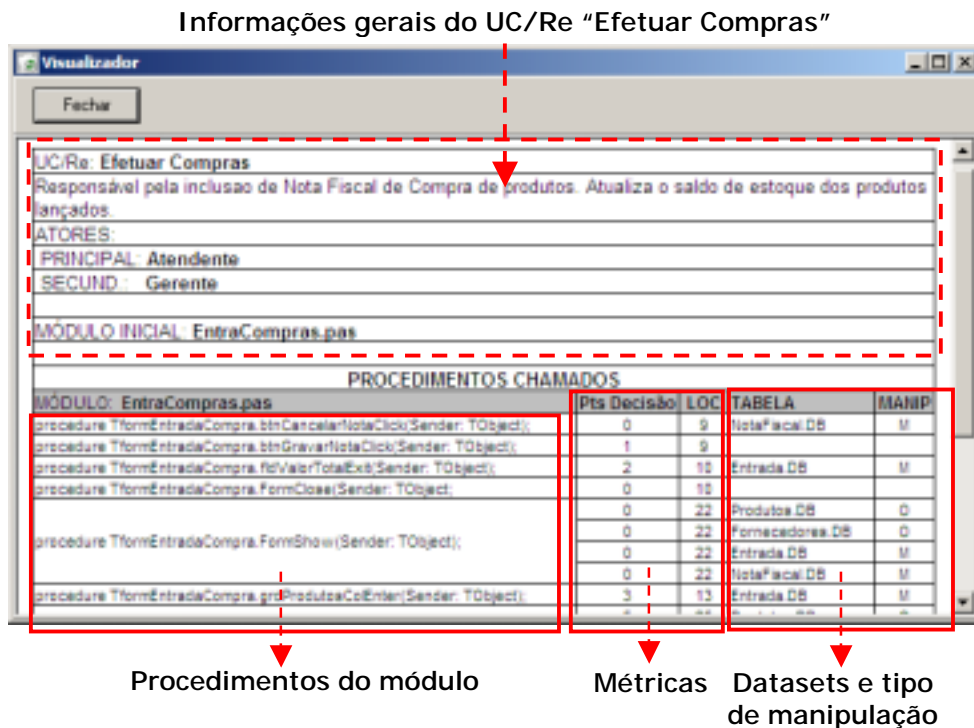 Informações gerais do UC/Re “Efetuar Compras”
Visualizador
Fechar
UC/Re: Efetuar Compras
Responsável pela inclusao de Nota Fiscal de Compra de produtos. Atualiza o saldo de estoque dos produtos
lançados.
ATORES:
PRINCIPAL: Atendente
SECUND.: Gerente
MÓDULO INICIAL: EntraCompras.pas
PROCEDIMENTOS CHAMADOS
MÓDULO: EntraCompras.pas Pts Decisão LOC TABELA MANIP
procedure TformEntradaCompra.btnCancelarNotaClick(Sender: TObject); 0 9 NotaFiscal.DB M
procedure TformEntradaCompra.btnGravarNotaClick(Sender: TObject); 1 9
procedure TformEntradaCompra.fldValorTotalExit(Sender: TObject); 2 10 Entrada.DB M
procedure TformEntradaCompra.FormClose(Sender: TObject; 0 10
procedure TformEntradaCompra.FormShow(Sender: TObject); 0 22 Produtos.DB O
0 22 Fornecedores.DB O
0 22 Entrada.DB M
0 22 NotaFiscal.DB M
procedure TformEntradaCompra.grdProdutosColEnter(Sender: TObject); 3 13 Entrada.DB M
Procedimentos do módulo
Métricas
Datasets e tipo
de manipulação